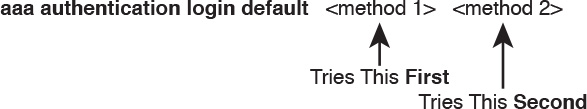 aaa authentication login default <method 1> <method 2>
Tries This First
Tries This Second